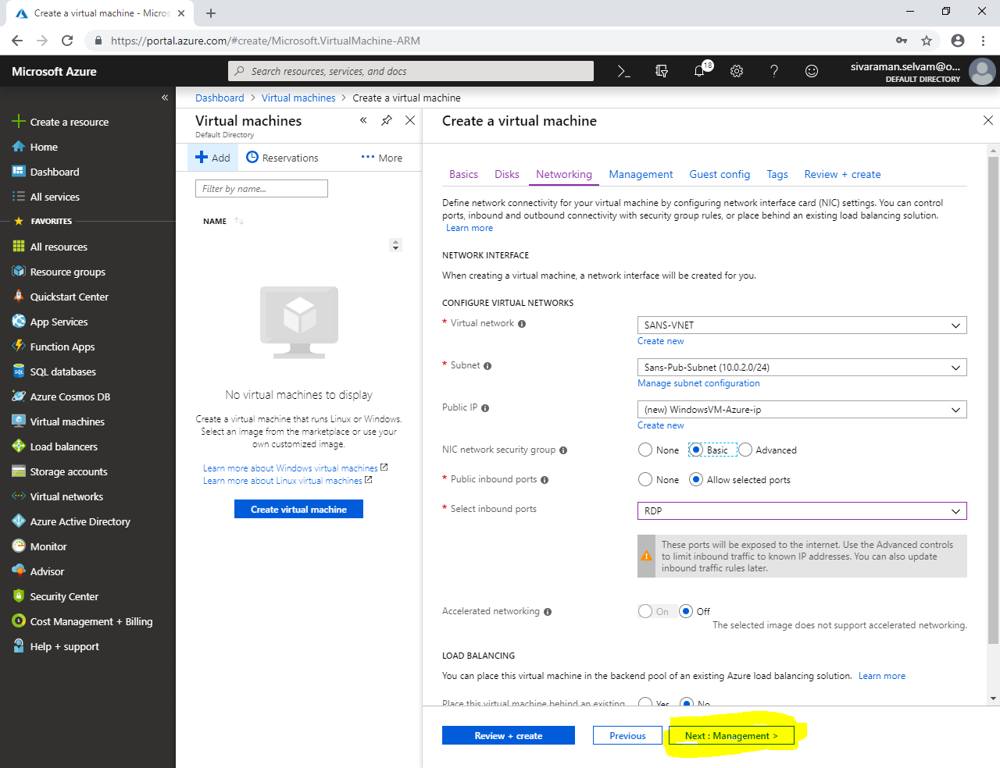 Create a virtual machine - Micros
https://portal.azure.com/#create/Microsoft.VirtualMachine-ARM
Microsoft Azure
Search resources, services, and docs
18
sivaraman.selvam@o...
DEFAULT DIRECTORY
Create a resource
Home
Dashboard
All services
FAVORITES
All resources
Resource groups
Quickstart Center
App Services
Function Apps
SQL databases
Azure Cosmos DB
Virtual machines
Load balancers
Storage accounts
Virtual networks
Azure Active Directory
Monitor
Advisor
Security Center
Cost Management + Billing
Help + support
Dashboard > Virtual machines > Create a virtual machine
Virtual machines
Default Directory
Add
Reservations
More
Filter by name...
NAME
No virtual machines to display
Create a virtual machine that runs Linux or Windows.
Select an image from the marketplace or use your
own customized image.
Learn more about Windows virtual machines
Learn more about Linux virtual machines
Create virtual machine
Create a virtual machine
Basics Disks Networking Management Guest config Tags Review + create
Define network connectivity for your virtual machine by configuring network interface card (NIC) settings. You can control
ports, inbound and outbound connectivity with security group rules, or place behind an existing load balancing solution.
Learn more
NETWORK INTERFACE
When creating a virtual machine, a network interface will be created for you.
CONFIGURE VIRTUAL NETWORKS
* Virtual network
SANS-VNET
Create new
* Subnet
Sans-Pub-Subnet (10.0.2.0/24)
Manage subnet configuration
Public IP
(new) WindowsVM-Azure-ip
Create new
NIC network security group
None Basic Advanced
* Public inbound ports
None Allow selected ports
* Select inbound ports
RDP
These ports will be exposed to the internet. Use the Advanced controls
to limit inbound traffic to known IP addresses. You can also update
inbound traffic rules later.
Accelerated networking
On Off
The selected image does not support accelerated networking.
LOAD BALANCING
You can place this virtual machine in the backend pool of an existing Azure load balancing solution. Learn more
Place this virtual machine behind an existing
Yes No
Review + create
Previous
Next : Management >